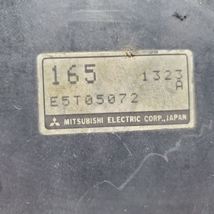 165 1323
A
E5T05072
MITSUBISHI ELECTRIC CORP., JAPAN